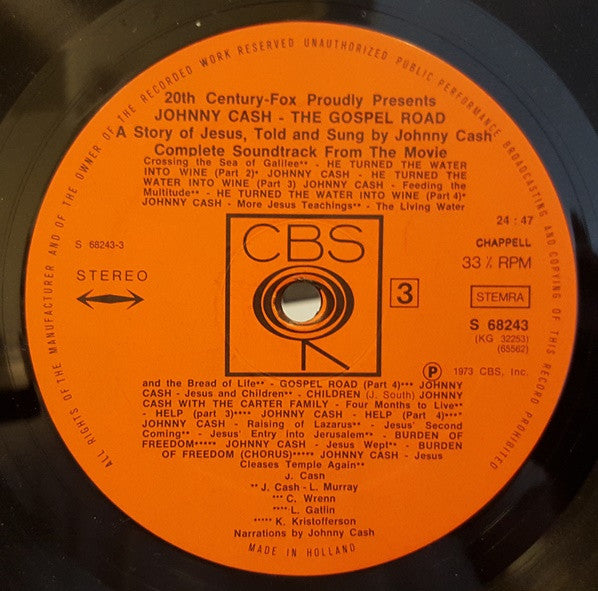 ALL RIGHTS OF THE MANUFACTURER AND OF THE OWNER OF THE RECORDED WORK RESERVED UNAUTHORIZED PUBLIC PERFORMANCE BROADCASTING AND COPYING OF THIS RECORD PROHIBITED
20th Century-Fox Proudly Presents
JOHNNY CASH - THE GOSPEL ROAD
A Story of Jesus, Told and Sung by Johnny Cash
Complete Soundtrack From The Movie
Crossing the Sea of Galilee** - HE TURNED THE WATER
INTO WINE (Part 2)* JOHNNY CASH - HE TURNED THE
WATER INTO WINE (Part 3) JOHNNY CASH - Feeding the
Multitude** - HE TURNED THE WATER INTO WINE (Part 4)*
JOHNNY CASH - More Jesus Teachings** - The Living Water
24 : 47
S 68243-3
CBS
CHAPPELL
STEREO
3
33⅓ RPM
STEMRA
S 68243
(KG 32253)
(65562)
℗ 1973 CBS, Inc.
and the Bread of Life** - GOSPEL ROAD (Part 4)*** JOHNNY
CASH - Jesus and Children** - CHILDREN (J. South) JOHNNY
CASH WITH THE CARTER FAMILY - Four Months to Live**
- HELP (part 3)**** JOHNNY CASH - HELP (Part 4)****
JOHNNY CASH - Raising of Lazarus** - Jesus' Second
Coming** - Jesus' Entry into Jerusalem** - BURDEN OF
FREEDOM***** JOHNNY CASH - Jesus Wept** - BURDEN
OF FREEDOM (CHORUS)***** JOHNNY CASH - Jesus
Cleases Temple Again**
J. Cash
** J. Cash - L. Murray
*** C. Wrenn
**** L. Gatlin
***** K. Kristofferson
Narrations by Johnny Cash
MADE IN HOLLAND